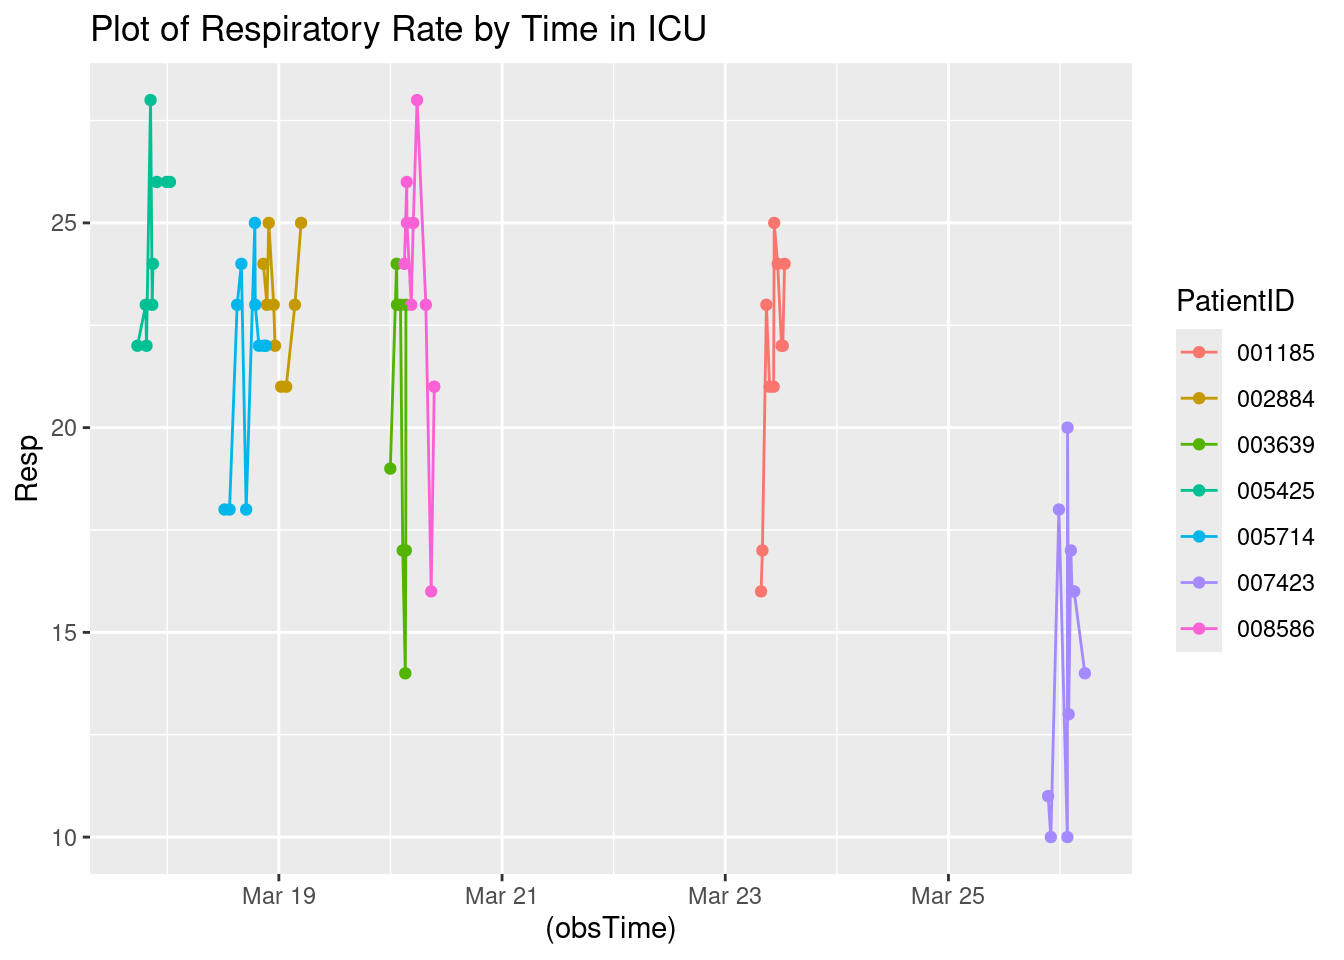 Plot of Respiratory Rate by Time in ICU
25
20
15
10
Resp
Mar 19
Mar 21
Mar 23
Mar 25
(obsTime)
PatientID
001185
002884
003639
005425
005714
007423
008586